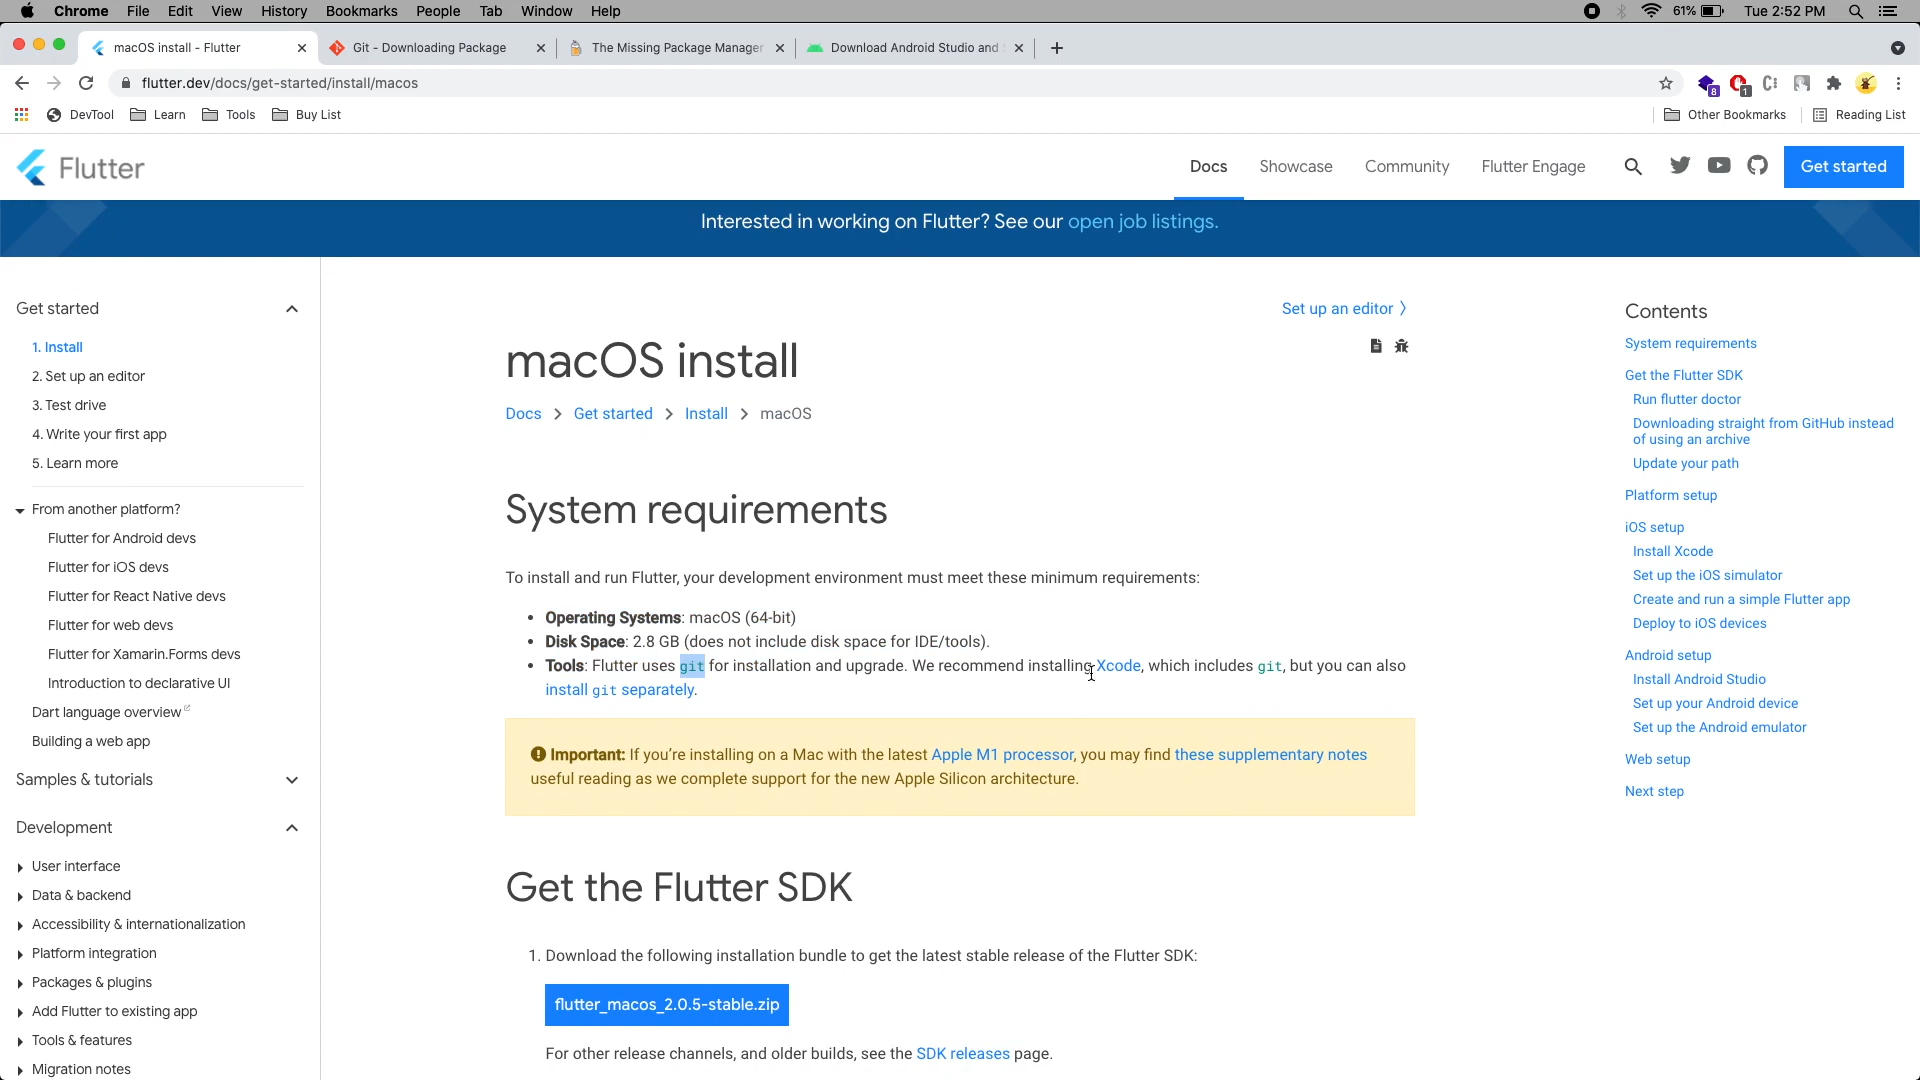 Chrome File Edit View History Bookmarks People Tab Window Help 61% Tue 2:52 PM
macOS install - Flutter Git - Downloading Package The Missing Package Manager Download Android Studio and
flutter.dev/docs/get-started/install/macos 8 1
DevTool Learn Tools Buy List Other Bookmarks Reading List
Flutter Docs Showcase Community Flutter Engage Get started
Interested in working on Flutter? See our open job listings.
Get started
1. Install
2. Set up an editor
3. Test drive
4. Write your first app
5. Learn more
From another platform?
Flutter for Android devs
Flutter for iOS devs
Flutter for React Native devs
Flutter for web devs
Flutter for Xamarin.Forms devs
Introduction to declarative UI
Dart language overview
Building a web app
Samples & tutorials
Development
User interface
Data & backend
Accessibility & internationalization
Platform integration
Packages & plugins
Add Flutter to existing app
Tools & features
Migration notes
Set up an editor
macOS install
Docs > Get started > Install > macOS
System requirements
To install and run Flutter, your development environment must meet these minimum requirements:
• Operating Systems: macOS (64-bit)
• Disk Space: 2.8 GB (does not include disk space for IDE/tools).
• Tools: Flutter uses git for installation and upgrade. We recommend installing Xcode, which includes git, but you can also
install git separately.
Important: If you're installing on a Mac with the latest Apple M1 processor, you may find these supplementary notes
useful reading as we complete support for the new Apple Silicon architecture.
Get the Flutter SDK
1. Download the following installation bundle to get the latest stable release of the Flutter SDK:
flutter_macos_2.0.5-stable.zip
For other release channels, and older builds, see the SDK releases page.
Contents
System requirements
Get the Flutter SDK
Run flutter doctor
Downloading straight from GitHub instead
of using an archive
Update your path
Platform setup
iOS setup
Install Xcode
Set up the iOS simulator
Create and run a simple Flutter app
Deploy to iOS devices
Android setup
Install Android Studio
Set up your Android device
Set up the Android emulator
Web setup
Next step